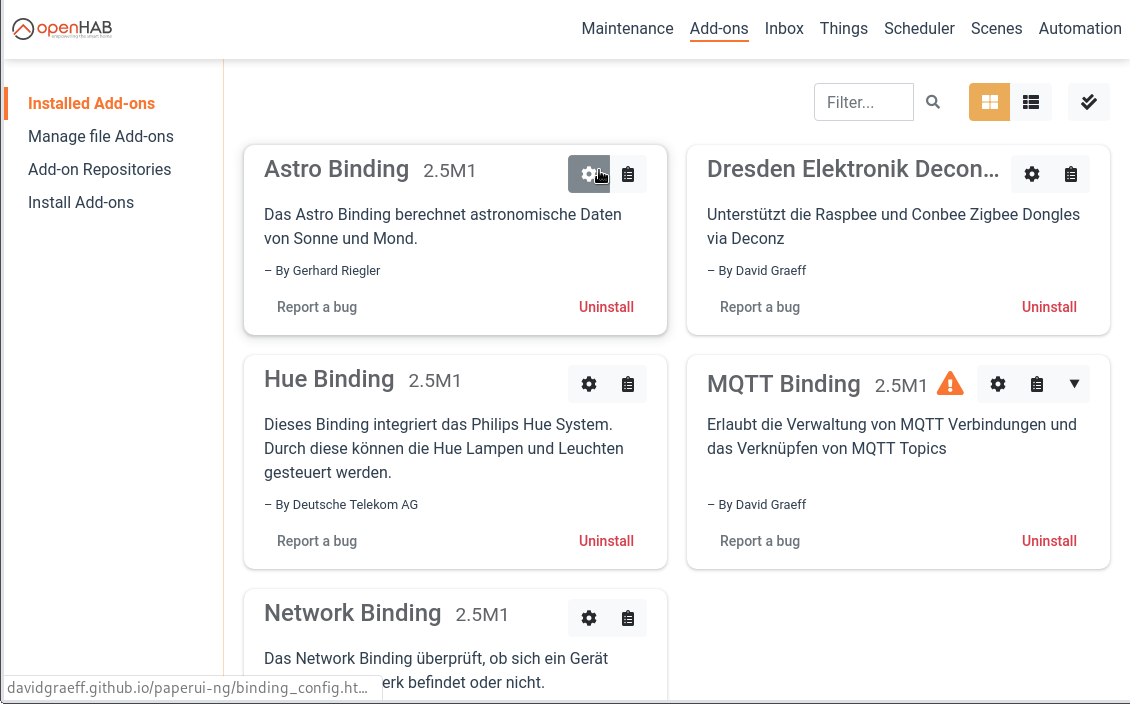 openHAB
Maintenance Add-ons Inbox Things Scheduler Scenes Automation
Installed Add-ons
Manage file Add-ons
Add-on Repositories
Install Add-ons
Filter...
Astro Binding 2.5M1
Das Astro Binding berechnet astronomische Daten
von Sonne und Mond.
– By Gerhard Riegler
Report a bug Uninstall
Dresden Elektronik Decon...
Unterstützt die Raspbee und Conbee Zigbee Dongles
via Deconz
– By David Graeff
Report a bug Uninstall
Hue Binding 2.5M1
Dieses Binding integriert das Philips Hue System.
Durch diese können die Hue Lampen und Leuchten
gesteuert werden.
– By Deutsche Telekom AG
Report a bug Uninstall
MQTT Binding 2.5M1
Erlaubt die Verwaltung von MQTT Verbindungen und
das Verknüpfen von MQTT Topics
– By David Graeff
Report a bug Uninstall
Network Binding 2.5M1
Das Network Binding überprüft, ob sich ein Gerät
erk befindet oder nicht.
davidgraeff.github.io/paperui-ng/binding_config.ht...